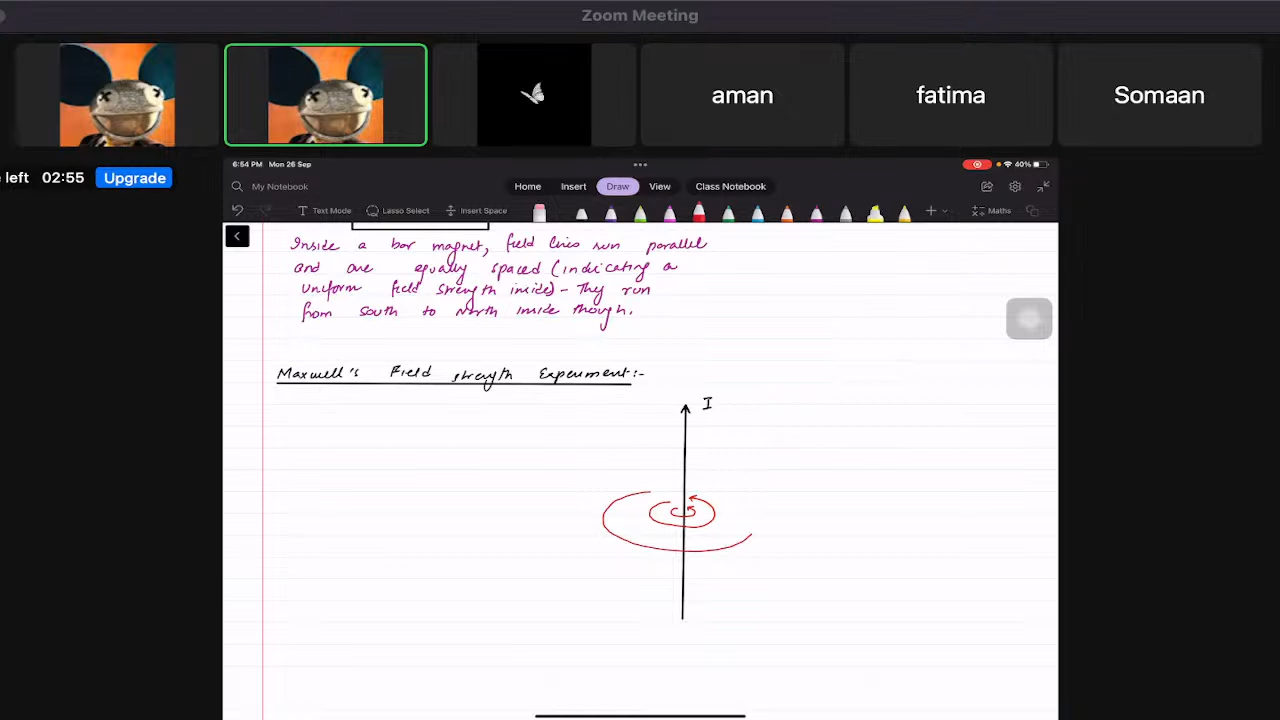 Zoom Meeting
aman
fatima
Somaan
left 02:55 Upgrade
6:54 PM Mon 26 Sep
40%
My Notebook
Home Insert Draw View Class Notebook
Text Mode Lasso Select Insert Space Maths
Inside a bar magnet, field lines run parallel
and are equally spaced (indicating a
uniform field strength inside) - They run
from south to North inside though.
Maxwell's Field strength Experiment:-
I